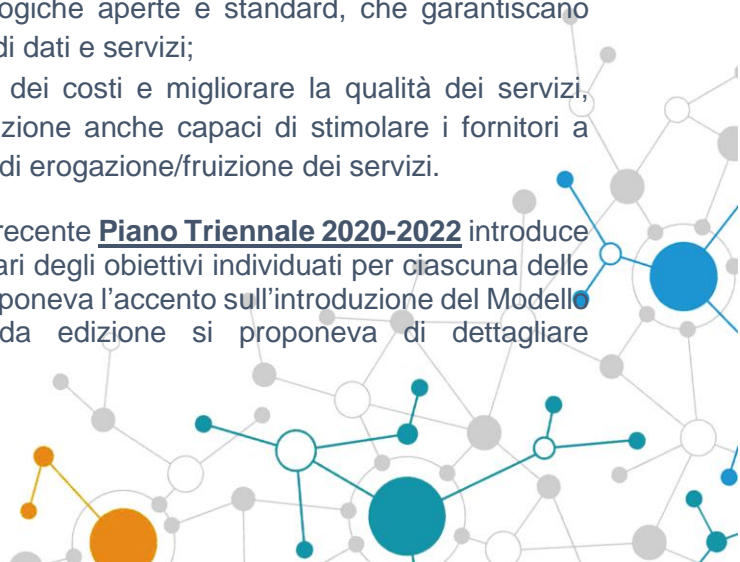 ogiche aperte e standard, che garantiscano
di dati e servizi;
dei costi e migliorare la qualità dei servizi,
zione anche capaci di stimolare i fornitori a
di erogazione/fruizione dei servizi.
recente Piano Triennale 2020-2022 introduce
ari degli obiettivi individuati per ciascuna delle
poneva l’accento sull’introduzione del Modello
da edizione si proponeva di dettagliare